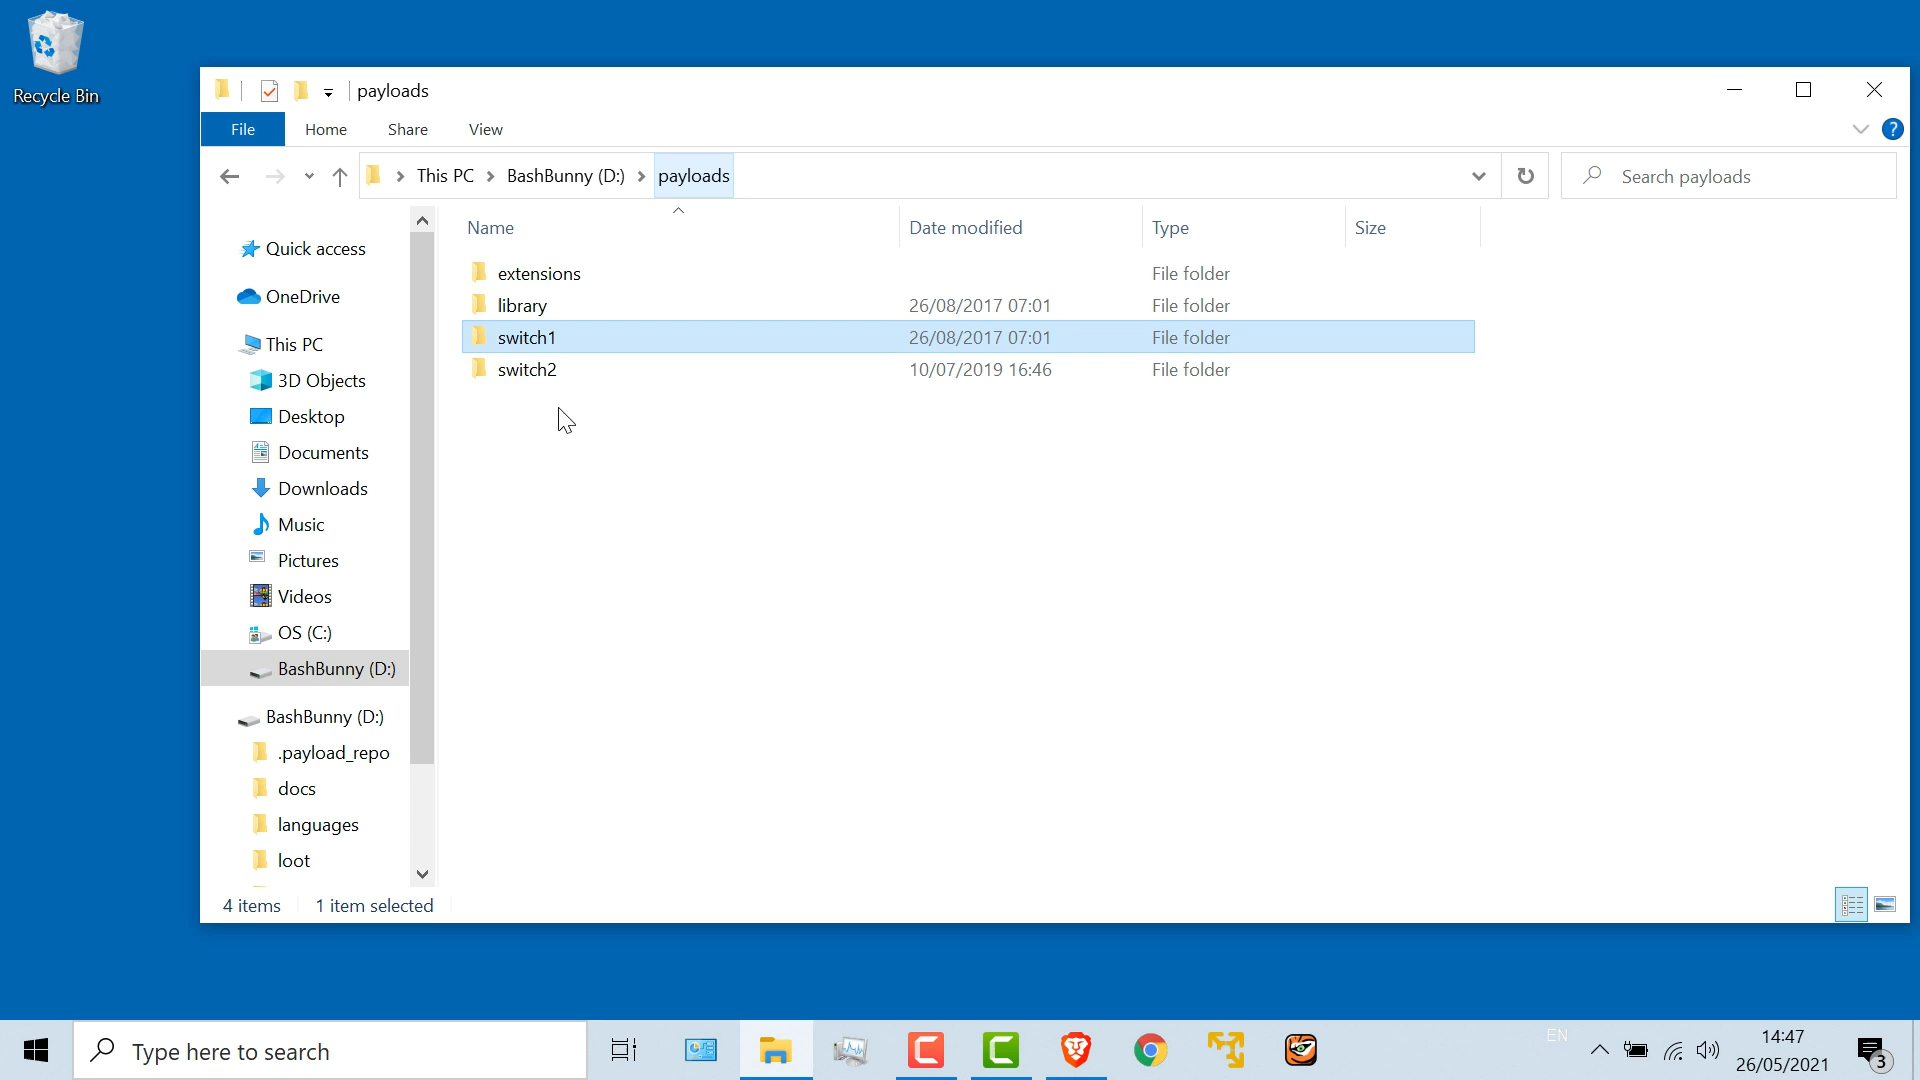 Recycle Bin
payloads
File Home Share View
?
This PC BashBunny (D:) payloads
Search payloads
Name Date modified Type Size
extensions File folder
library 26/08/2017 07:01 File folder
switch1 26/08/2017 07:01 File folder
switch2 10/07/2019 16:46 File folder
Quick access
OneDrive
This PC
3D Objects
Desktop
Documents
Downloads
Music
Pictures
Videos
OS (C:)
BashBunny (D:)
BashBunny (D:)
.payload_repo
docs
languages
loot
4 items 1 item selected
Type here to search
EN
14:47
26/05/2021
3